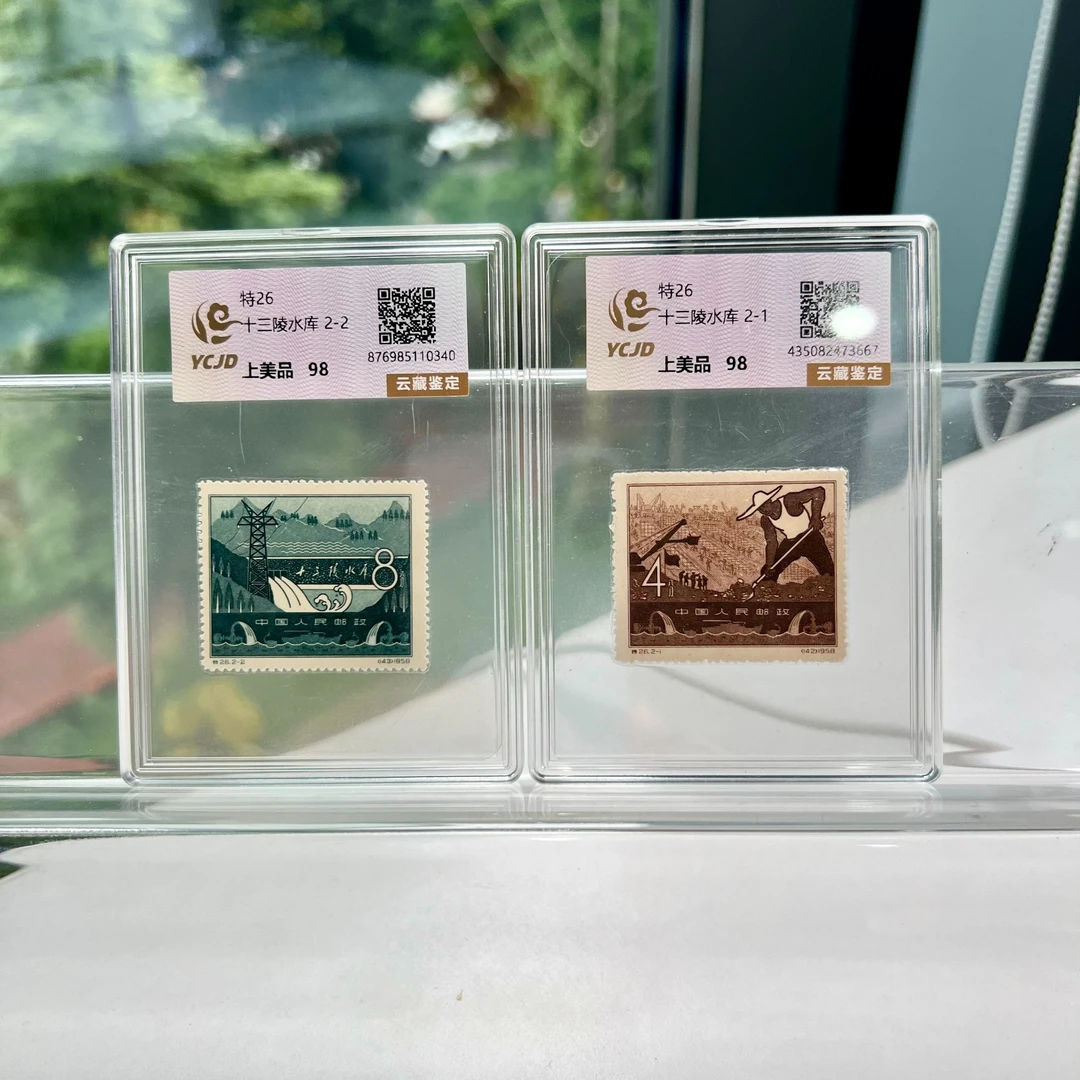 特26
十三陵水库 2-2
YCJD
上美品 98
876985110340
云藏鉴定
十三陵水库
8
中国人民邮政
特26.2-2
(143)1958
特26
十三陵水库 2-1
YCJD
上美品 98
435082473667
云藏鉴定
4
中国人民邮政
特26.2-1
(142)1958